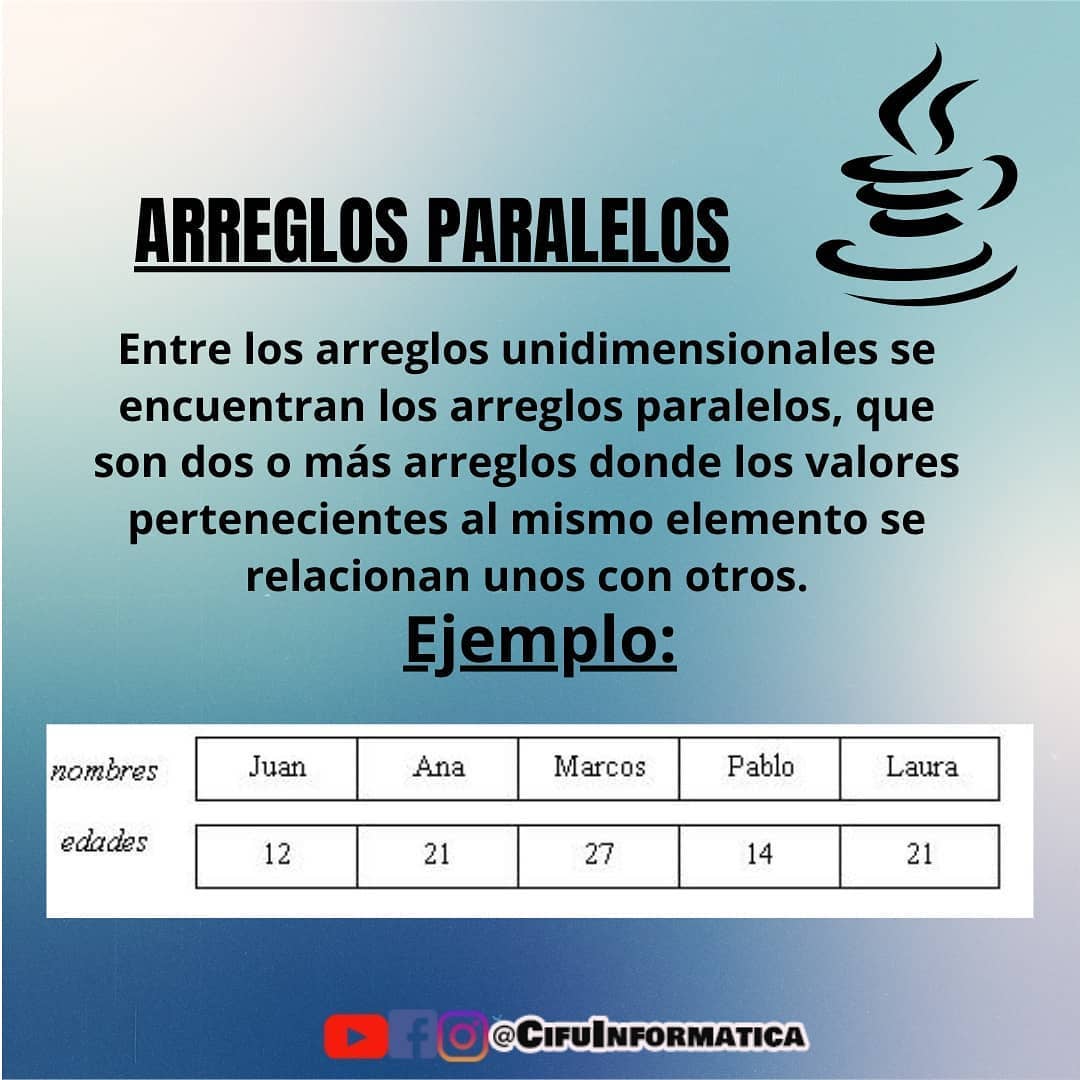 ARREGLOS PARALELOS
Entre los arreglos unidimensionales se
encuentran los arreglos paralelos, que
son dos o más arreglos donde los valores
pertenecientes al mismo elemento se
relacionan unos con otros.
Ejemplo:
nombres Juan Ana Marcos Pablo Laura
edades 12 21 27 14 21
@CIFUINFORMATICA